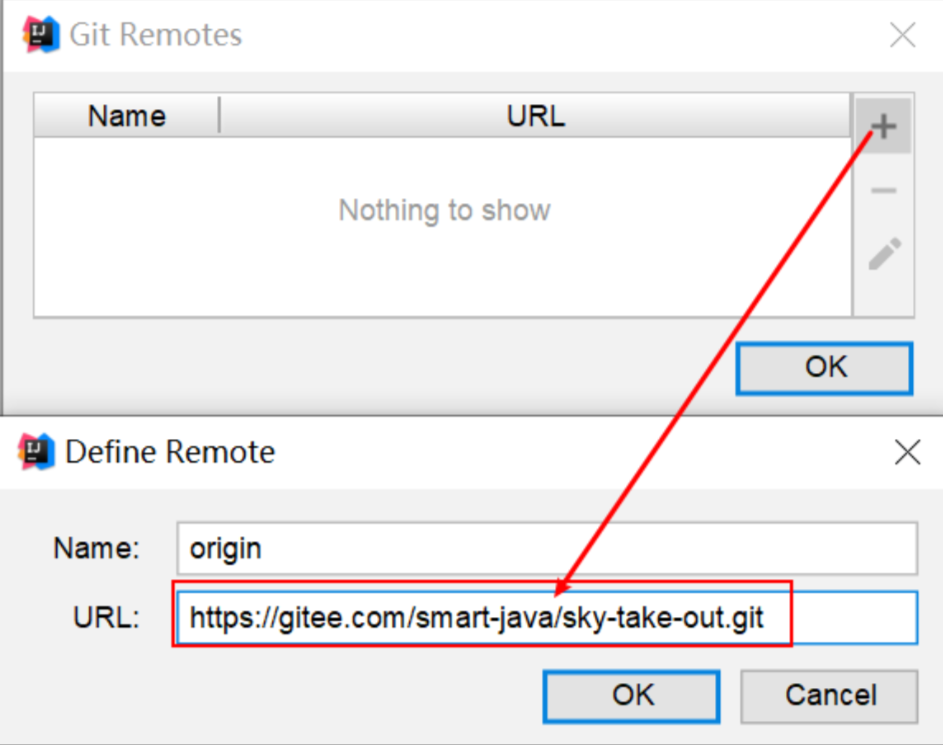 Git Remotes
Name URL
Nothing to show
OK
Define Remote
Name: origin
URL: https://gitee.com/smart-java/sky-take-out.git
OK Cancel